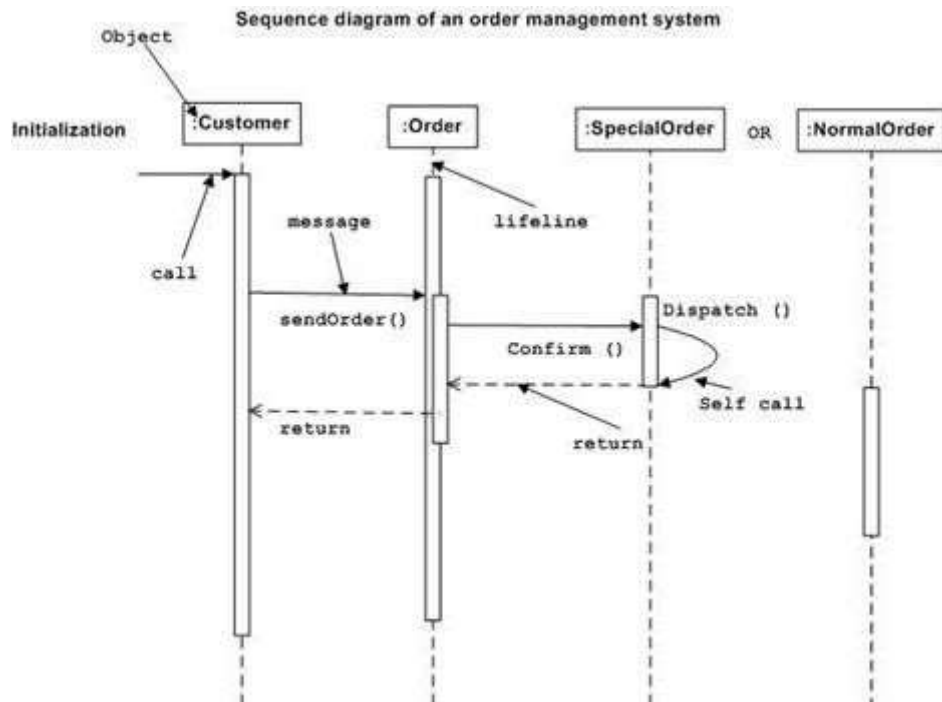 Sequence diagram of an order management system
Object
Initialization
:Customer
:Order
:SpecialOrder
OR
:NormalOrder
message
lifeline
call
sendOrder()
Dispatch ()
Confirm ()
Self call
return
return